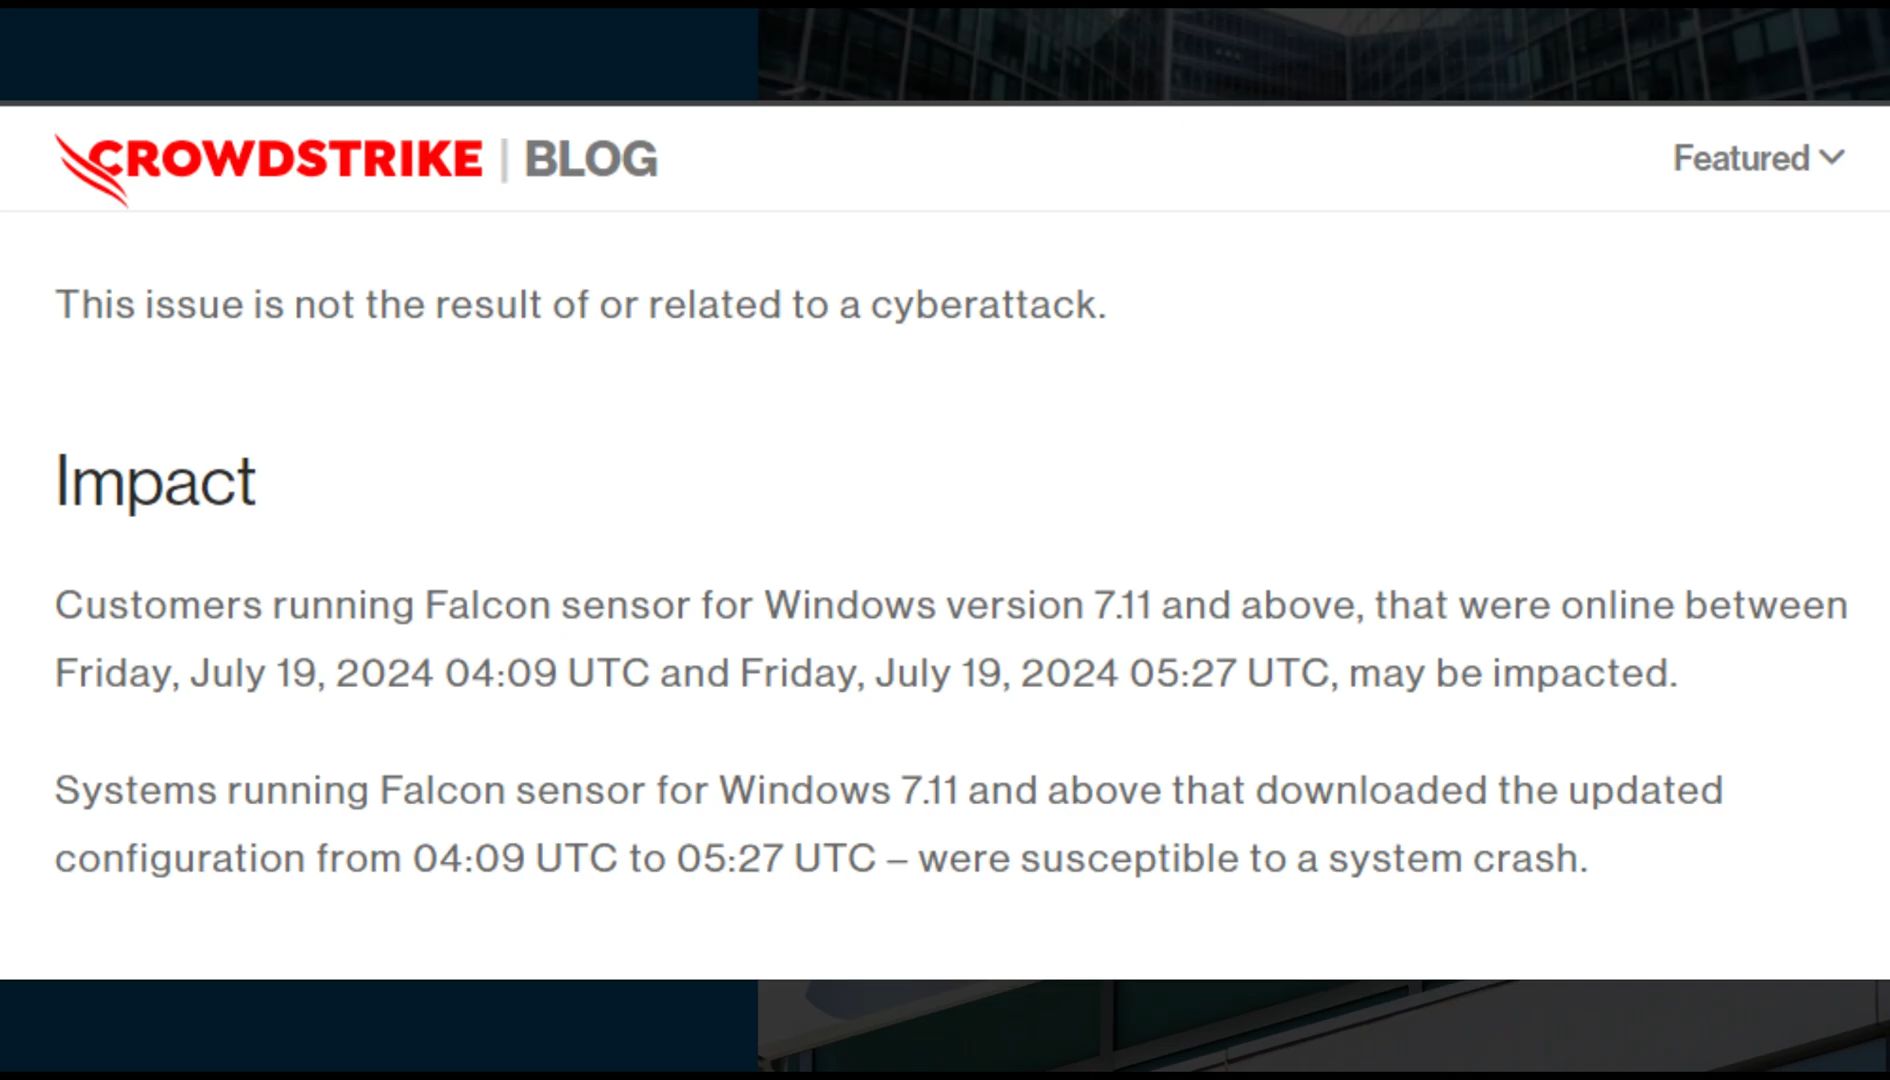 CROWDSTRIKE | BLOG
Featured
This issue is not the result of or related to a cyberattack.
Impact
Customers running Falcon sensor for Windows version 7.11 and above, that were online between
Friday, July 19, 2024 04:09 UTC and Friday, July 19, 2024 05:27 UTC, may be impacted.
Systems running Falcon sensor for Windows 7.11 and above that downloaded the updated
configuration from 04:09 UTC to 05:27 UTC – were susceptible to a system crash.